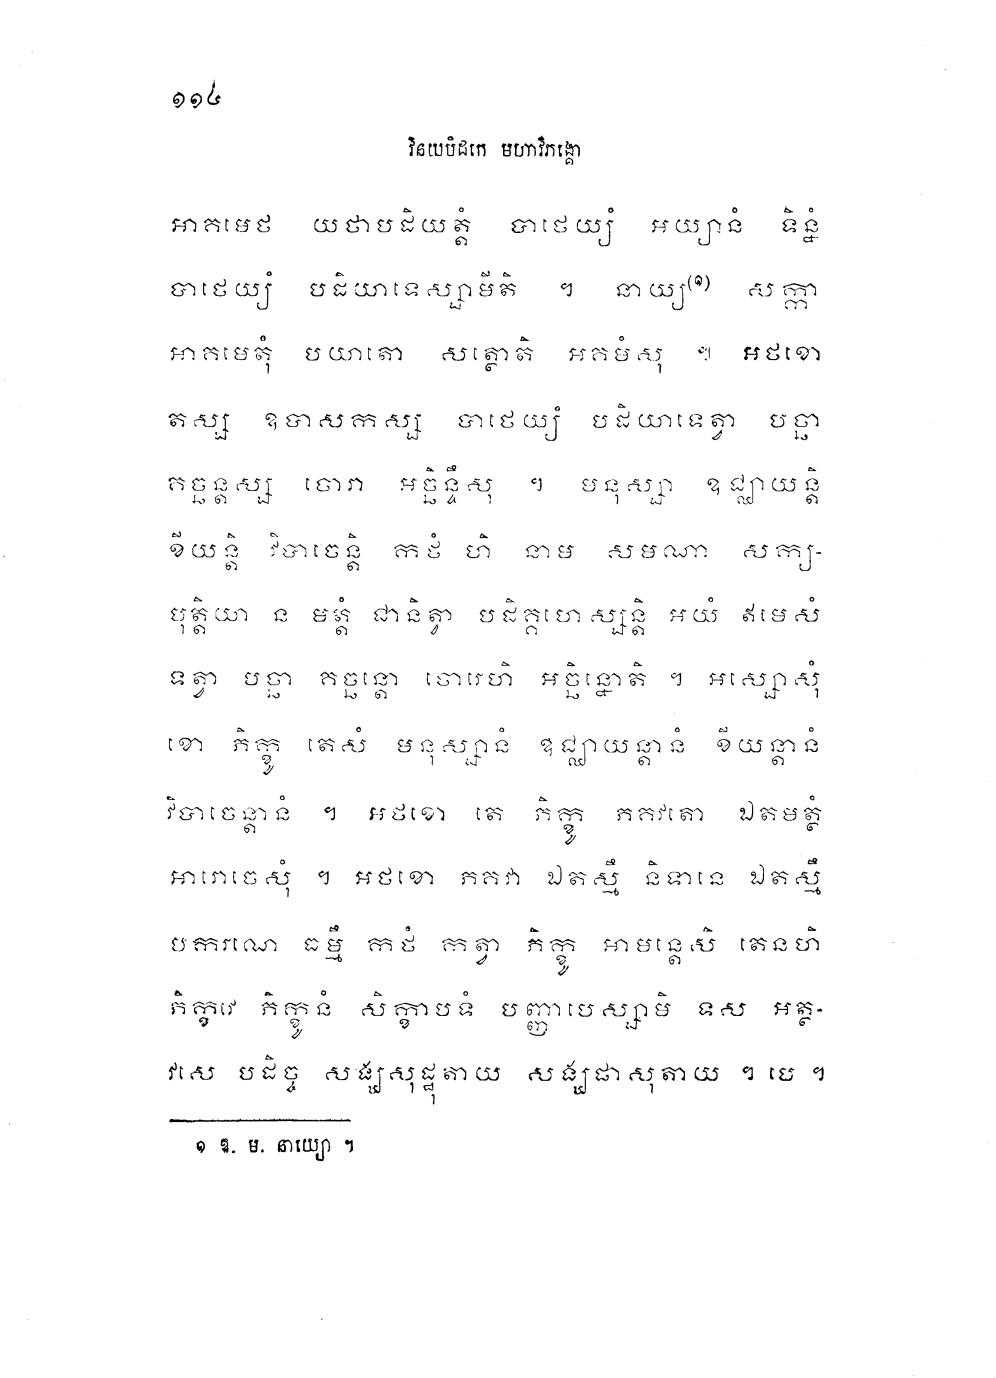 ១១៤
វិនយបិដកេ មហាវិភង្គោ
អាគមេថ យថាបដិយត្តំ បាថេយ្យំ អយ្យានំ ទិន្នំ
បាថេយ្យំ បដិយាទេស្សាមីតិ ។ នាយ្យ(១) សក្កា
អាគមេតុំ បយាតោ សត្ថោតិ អគមំសុ ។ អថខោ
តស្ស ឧបាសកស្ស បាថេយ្យំ បដិយាទេត្វា បច្ឆា
គច្ឆន្តស្ស ចោរា អច្ឆិន្ទឹសុ ។ មនុស្សា ឧជ្ឈាយន្តិ
ខីយន្តិ វិបាចេន្តិ កថំ ហិ នាម សមណា សក្យ-
បុត្តិយា ន មត្តំ ជានិត្វា បដិគ្គហេស្សន្តិ អយំ ឥមេសំ
ទត្វា បច្ឆា គច្ឆន្តោ ចោរេហិ អច្ឆិន្នោតិ ។ អស្សោសុំ
ខោ ភិក្ខូ តេសំ មនុស្សានំ ឧជ្ឈាយន្តានំ ខីយន្តានំ
វិបាចេន្តានំ ។ អថខោ តេ ភិក្ខូ ភគវតោ ឯតមត្ថំ
អារោចេសុំ ។ អថខោ ភគវា ឯតស្មឹ និទានេ ឯតស្មឹ
បករណេ ធម្មឹ កថំ កត្វា ភិក្ខូ អាមន្តេសិ តេនហិ
ភិក្ខវេ ភិក្ខូនំ សិក្ខាបទំ បញ្ញាបេស្សាមិ ទស អត្ថ-
វសេ បដិច្ច សង្ឃសុដ្ឋុតាយ សង្ឃផាសុតាយ ។ បេ ។
១ ឱ. ម. នាយ្យោ ។